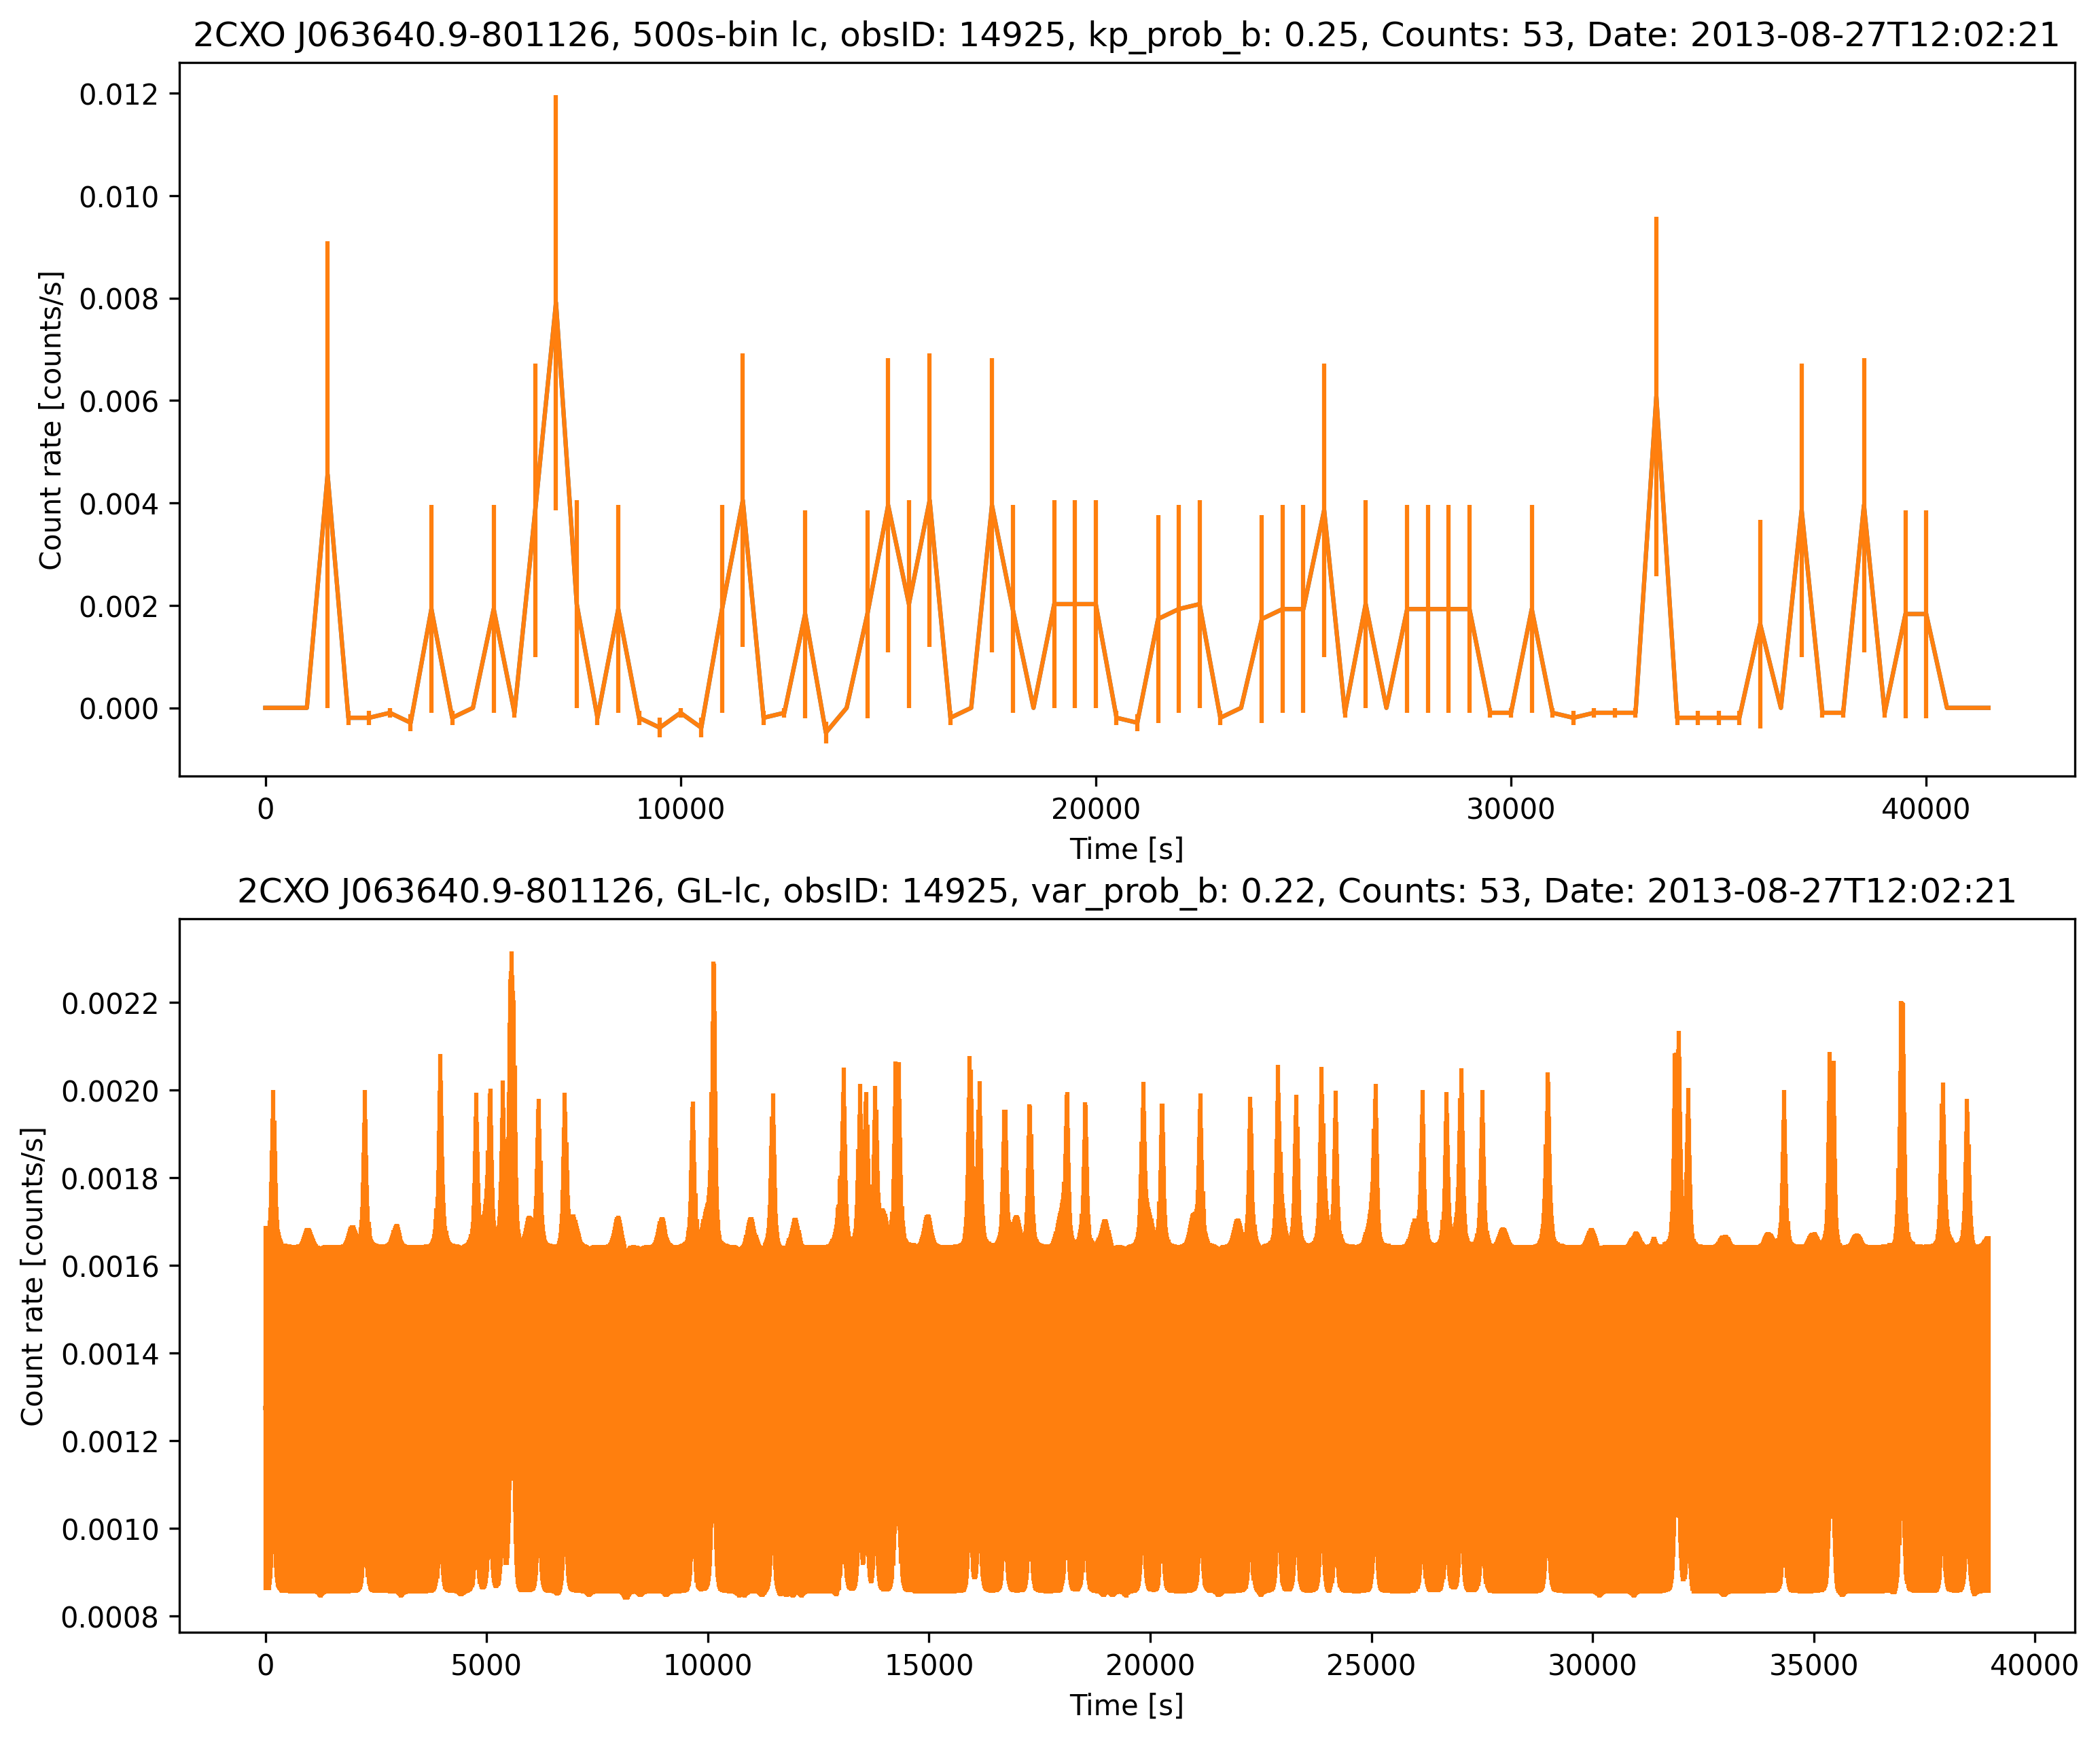 2CXO J063640.9-801126, 500s-bin lc, obsID: 14925, kp_prob_b: 0.25, Counts: 53, Date: 2013-08-27T12:02:21
Count rate [counts/s]
0.012
0.010
0.008
0.006
0.004
0.002
0.000
0 10000 20000 30000 40000
Time [s]
2CXO J063640.9-801126, GL-lc, obsID: 14925, var_prob_b: 0.22, Counts: 53, Date: 2013-08-27T12:02:21
Count rate [counts/s]
0.0022
0.0020
0.0018
0.0016
0.0014
0.0012
0.0010
0.0008
0 5000 10000 15000 20000 25000 30000 35000 40000
Time [s]